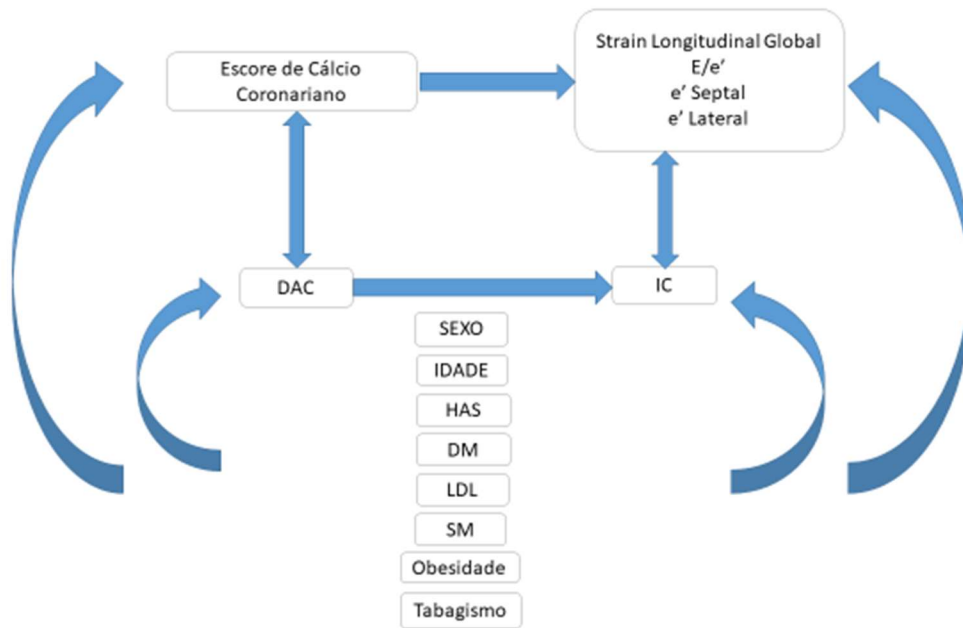 Escore de Cálcio
Coronariano
Strain Longitudinal Global
E/e’
e’ Septal
e’ Lateral
DAC
IC
SEXO
IDADE
HAS
DM
LDL
SM
Obesidade
Tabagismo